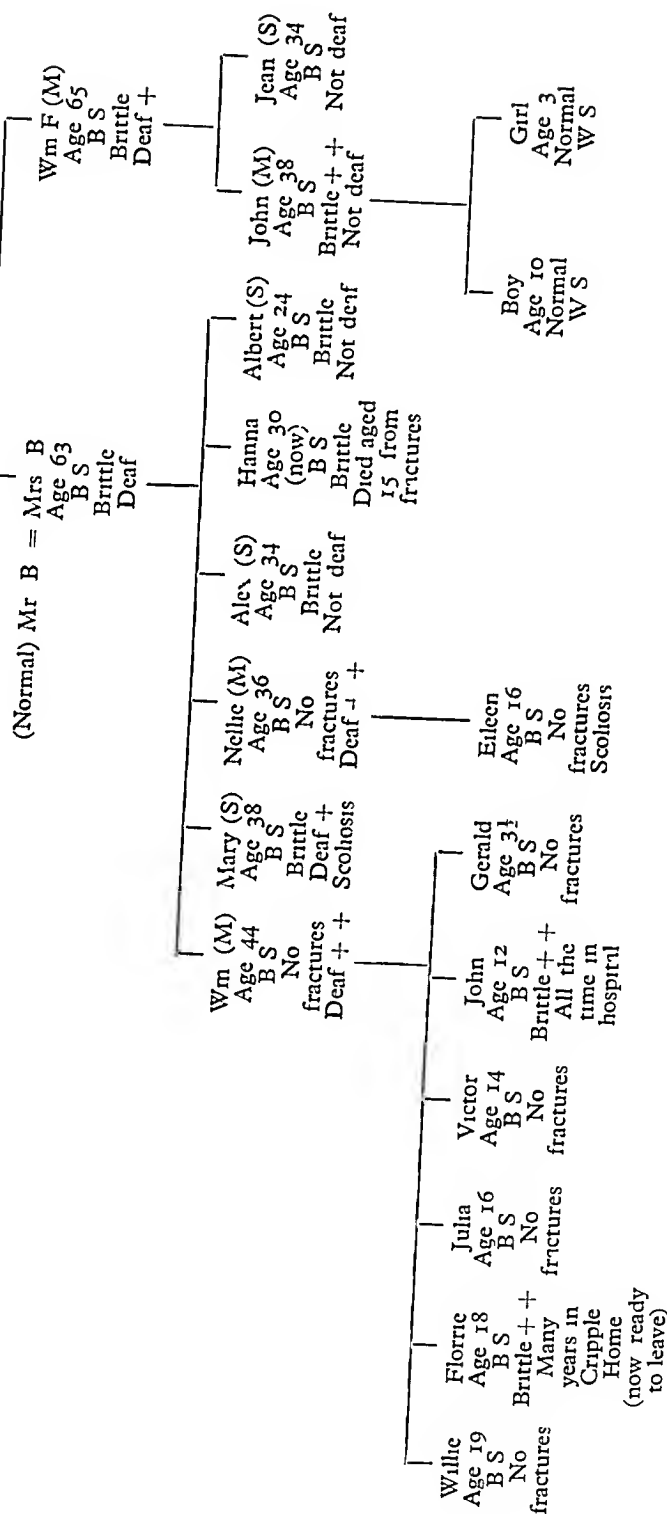 (Normal) Mr B = Mrs B
Age 63
B S
Brittle
Deaf
Wm F (M)
Age 65
B S
Brittle
Deaf +
Wm (M)
Age 44
B S
No
fractures
Deaf + +
Mary (S)
Age 38
B S
Brittle
Deaf +
Scoliosis
Nellie (M)
Age 36
B S
No
fractures
Deaf + +
Alex (S)
Age 34
B S
Brittle
Not deaf
Hanna
Age 30
(now)
B S
Brittle
Died aged
15 from
fractures
Albert (S)
Age 24
B S
Brittle
Not deaf
John (M)
Age 38
B S
Brittle + +
Not deaf
Jean (S)
Age 34
B S
Not deaf
Willie
Age 19
B S
No
fractures
Florrie
Age 18
B S
Brittle + +
Many
years in
Cripple
Home
(now ready
to leave)
Julia
Age 16
B S
No
fractures
Victor
Age 14
B S
No
fractures
John
Age 12
B S
Brittle + +
All the
time in
hospital
Gerald
Age 3½
B S
No
fractures
Eileen
Age 16
B S
No
fractures
Scoliosis
Boy
Age 10
Normal
W S
Girl
Age 3
Normal
W S